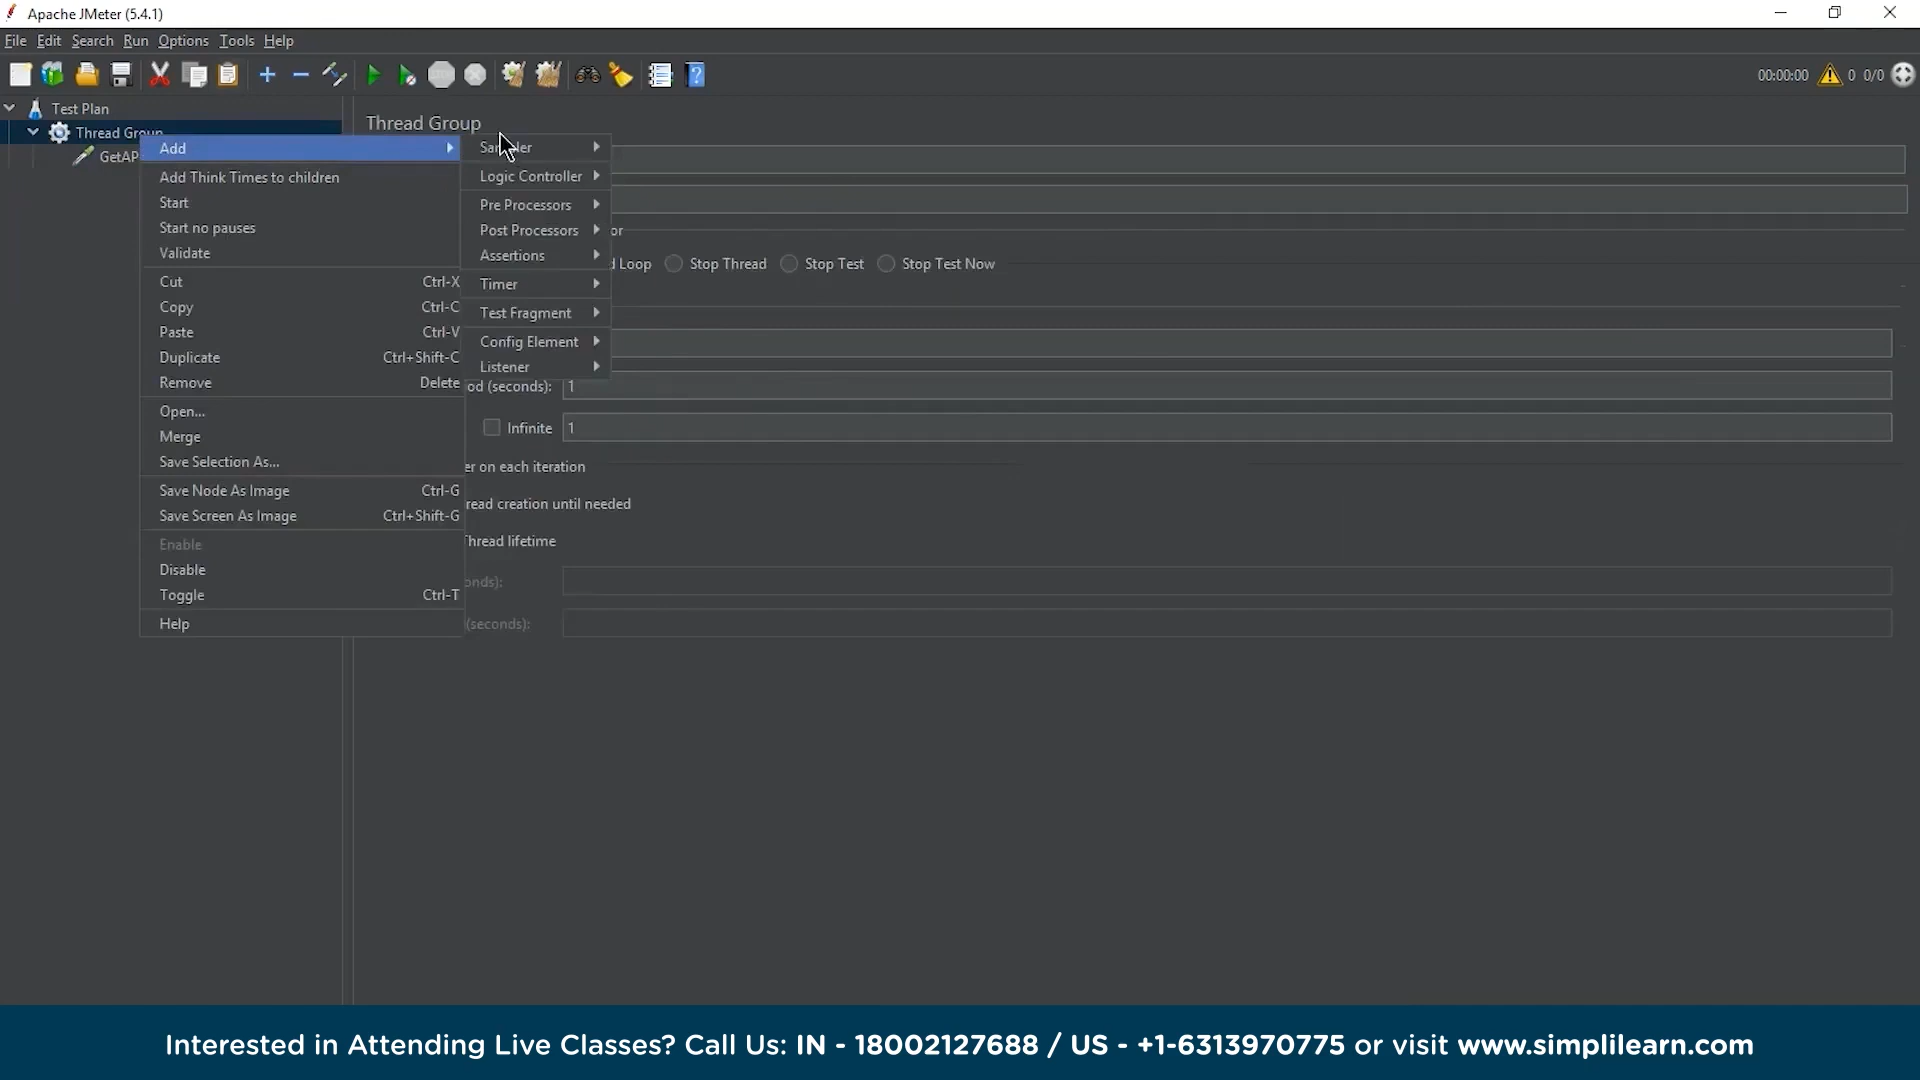 Apache JMeter (5.4.1)
File Edit Search Run Options Tools Help
00:00:00 0 0/0
Test Plan
Thread Group
Thread Group
GetAP
Add
Add Think Times to children
Start
Start no pauses
Validate
Cut Ctrl-X
Copy Ctrl-C
Paste Ctrl-V
Duplicate Ctrl+Shift-C
Remove Delete
Open...
Merge
Save Selection As...
Save Node As Image Ctrl-G
Save Screen As Image Ctrl+Shift-G
Enable
Disable
Toggle Ctrl-T
Help
Sampler
Logic Controller
Pre Processors
Post Processors
Assertions
Timer
Test Fragment
Config Element
Listener
or
d Loop Stop Thread Stop Test Stop Test Now
od (seconds): 1
Infinite 1
er on each iteration
read creation until needed
Thread lifetime
onds):
(seconds):
Interested in Attending Live Classes? Call Us: IN - 18002127688 / US - +1-6313970775 or visit www.simplilearn.com